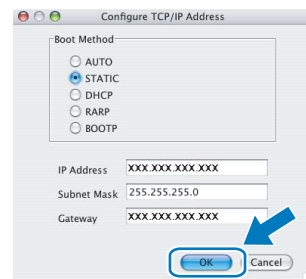 Configure TCP/IP Address
Boot Method
AUTO
STATIC
DHCP
RARP
BOOTP
IP Address XXX.XXX.XXX.XXX
Subnet Mask 255.255.255.0
Gateway XXX.XXX.XXX.XXX
OK Cancel